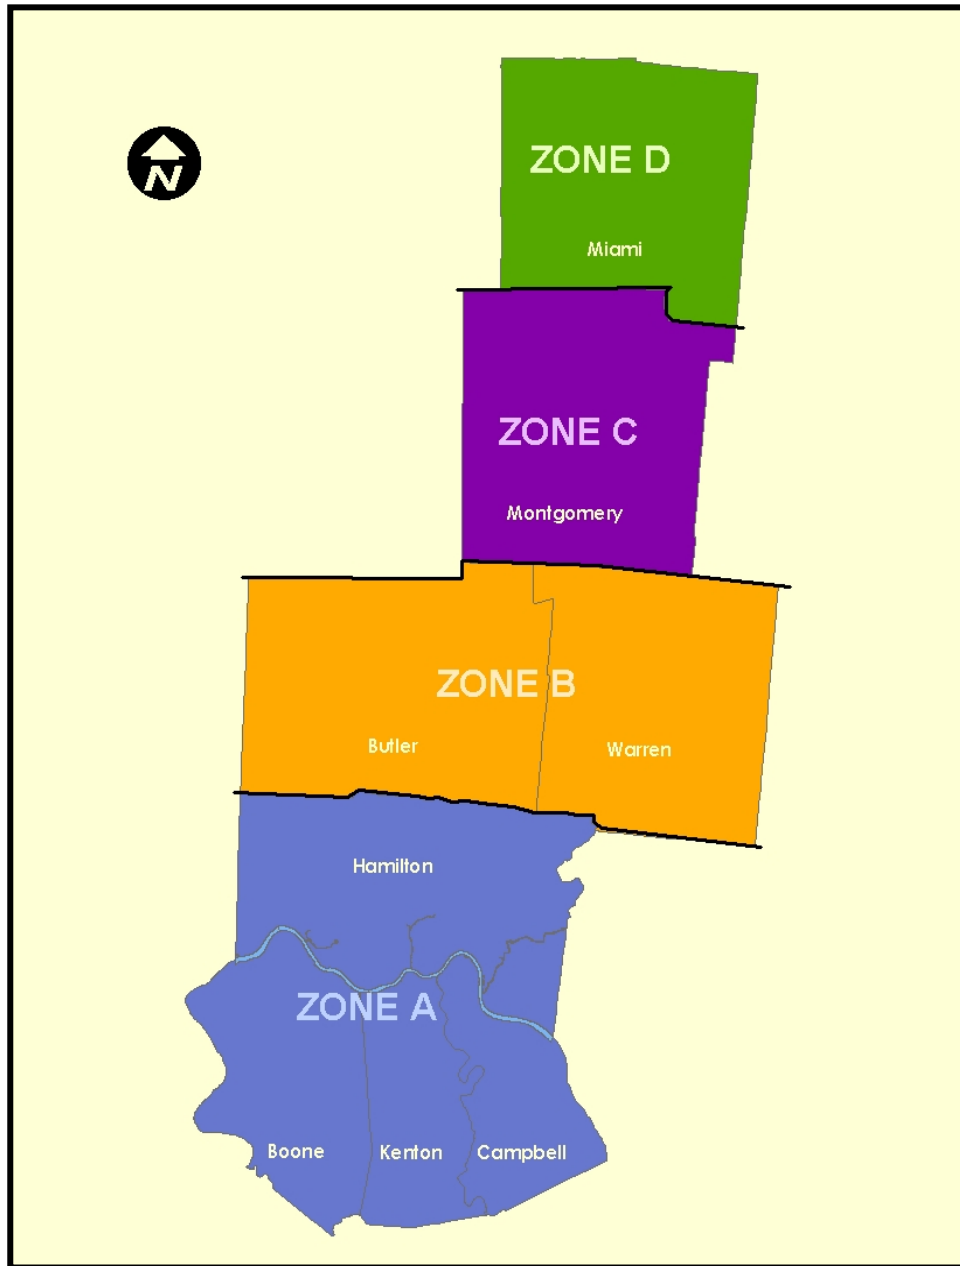 ZONE D
N
Miami
ZONE C
Montgomery
ZONE B
Butler
Warren
Hamilton
ZONE A
Boone
Kenton
Campbell